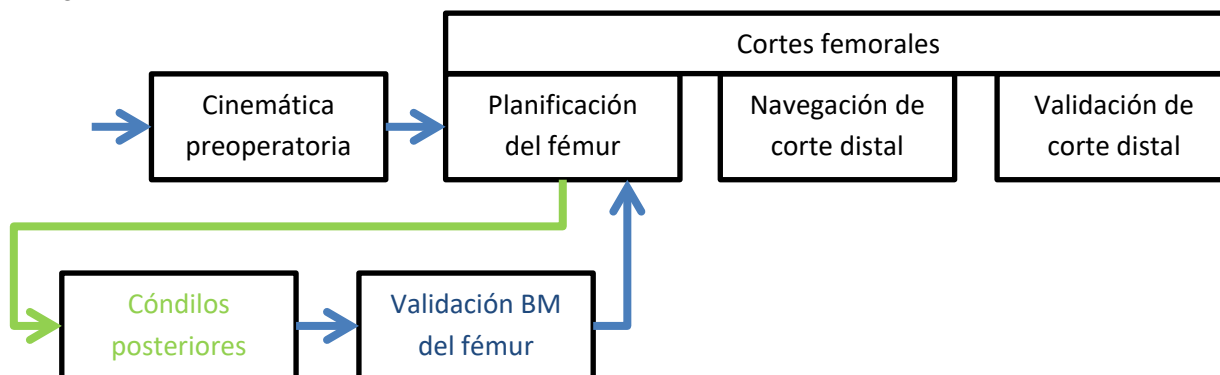 Cortes femorales
Cinemática
preoperatoria
Planificación
del fémur
Navegación de
corte distal
Validación de
corte distal
Cóndilos
posteriores
Validación BM
del fémur